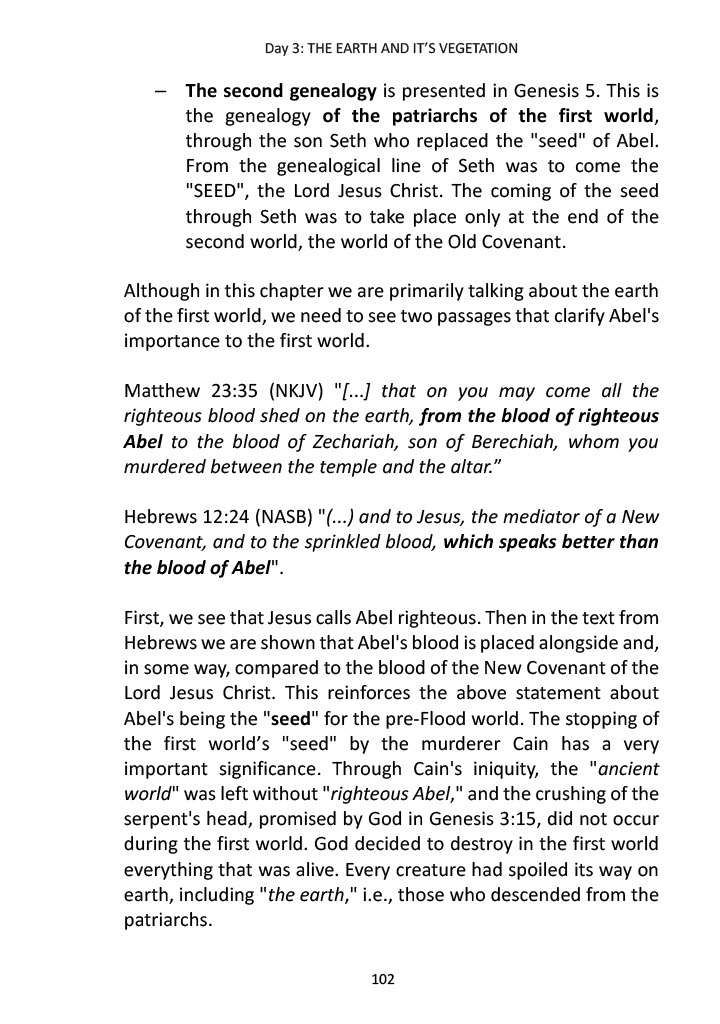 Day 3: THE EARTH AND IT'S VEGETATION
– The second genealogy is presented in Genesis 5. This is
the genealogy of the patriarchs of the first world,
through the son Seth who replaced the "seed" of Abel.
From the genealogical line of Seth was to come the
"SEED", the Lord Jesus Christ. The coming of the seed
through Seth was to take place only at the end of the
second world, the world of the Old Covenant.
Although in this chapter we are primarily talking about the earth
of the first world, we need to see two passages that clarify Abel's
importance to the first world.
Matthew 23:35 (NKJV) "[...] that on you may come all the
righteous blood shed on the earth, from the blood of righteous
Abel to the blood of Zechariah, son of Berechiah, whom you
murdered between the temple and the altar.”
Hebrews 12:24 (NASB) "(...) and to Jesus, the mediator of a New
Covenant, and to the sprinkled blood, which speaks better than
the blood of Abel".
First, we see that Jesus calls Abel righteous. Then in the text from
Hebrews we are shown that Abel's blood is placed alongside and,
in some way, compared to the blood of the New Covenant of the
Lord Jesus Christ. This reinforces the above statement about
Abel's being the "seed" for the pre-Flood world. The stopping of
the first world’s "seed" by the murderer Cain has a very
important significance. Through Cain's iniquity, the "ancient
world" was left without "righteous Abel," and the crushing of the
serpent's head, promised by God in Genesis 3:15, did not occur
during the first world. God decided to destroy in the first world
everything that was alive. Every creature had spoiled its way on
earth, including "the earth," i.e., those who descended from the
patriarchs.
102